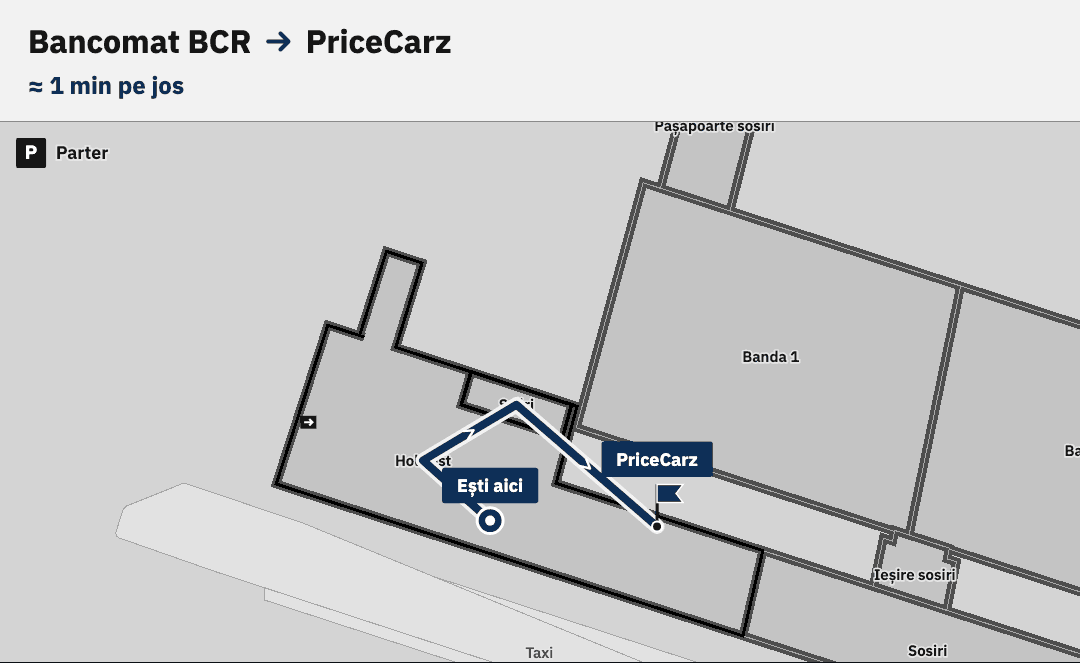 Bancomat BCR → PriceCarz
≈ 1 min pe jos
P Parter
Pașapoarte sosiri
Banda 1
PriceCarz
Ești aici
Ieșire sosiri
Sosiri
Taxi